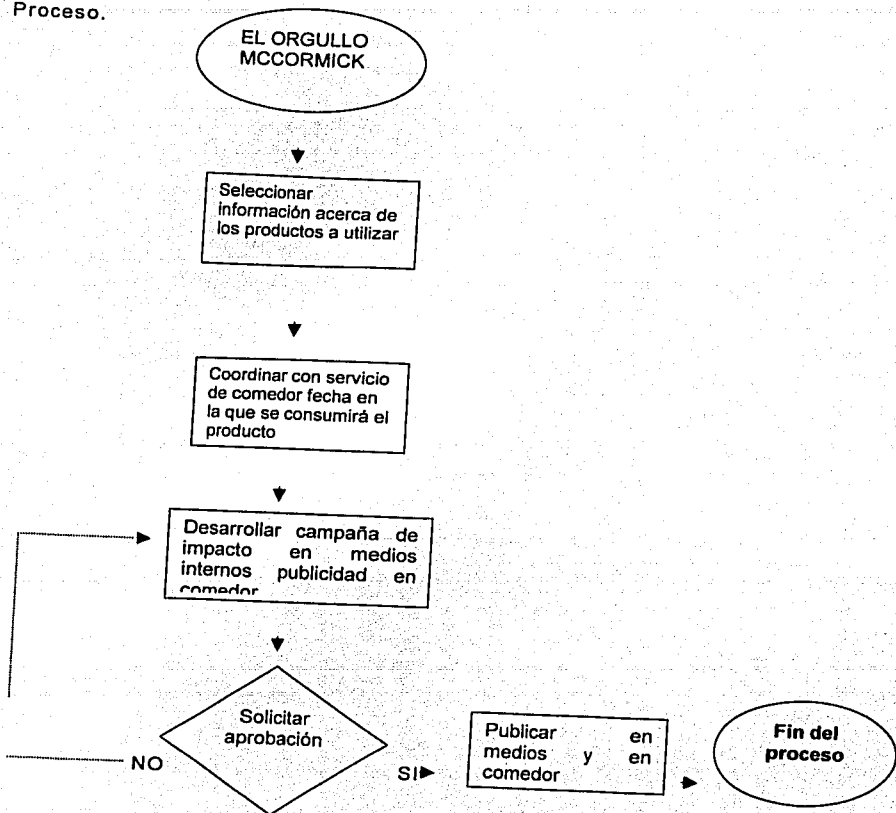 Proceso.
EL ORGULLO
MCCORMICK
Seleccionar
información acerca de
los productos a utilizar
Coordinar con servicio
de comedor fecha en
la que se consumirá el
producto
Desarrollar campaña de
impacto en medios
internos publicidad en
comedor
Solicitar
aprobación
NO
SI
Publicar en
medios y en
comedor
Fin del
proceso